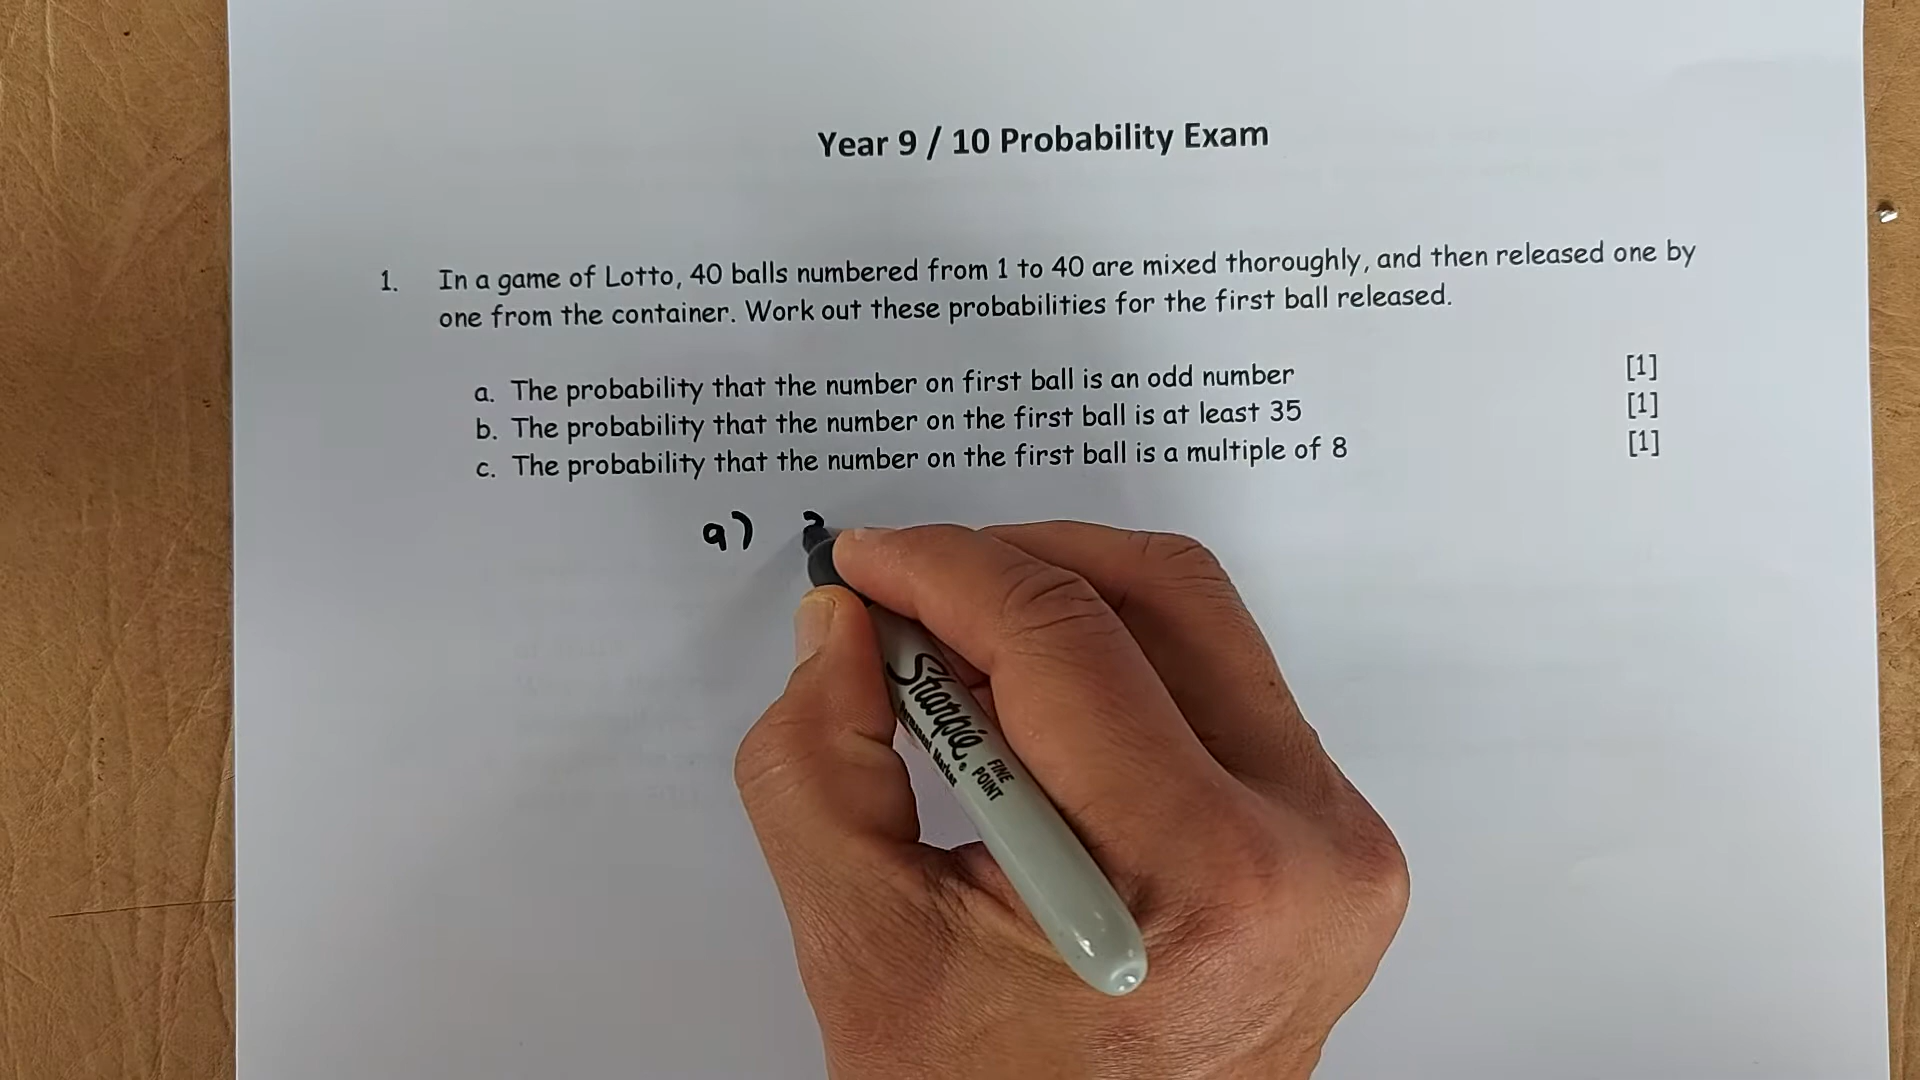 Year 9 / 10 Probability Exam
1. In a game of Lotto, 40 balls numbered from 1 to 40 are mixed thoroughly, and then released one by
one from the container. Work out these probabilities for the first ball released.
a. The probability that the number on first ball is an odd number [1]
b. The probability that the number on the first ball is at least 35 [1]
c. The probability that the number on the first ball is a multiple of 8 [1]
a)
Sharpie
Permanent Marker
FINE
POINT